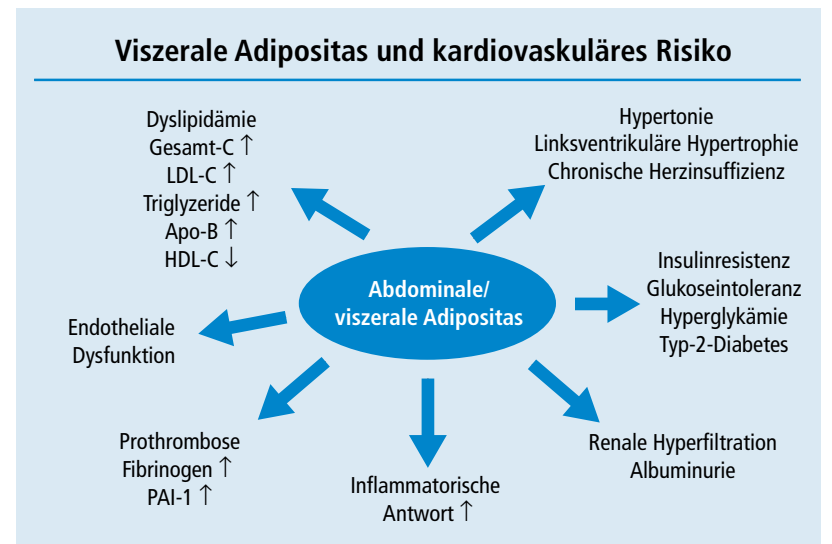 Viszerale Adipositas und kardiovaskuläres Risiko
Dyslipidämie
Gesamt-C ↑
LDL-C ↑
Triglyzeride ↑
Apo-B ↑
HDL-C ↓
Hypertonie
Linksventrikuläre Hypertrophie
Chronische Herzinsuffizienz
Abdominale/
viszerale Adipositas
Insulinresistenz
Glukoseintoleranz
Hyperglykämie
Typ-2-Diabetes
Endotheliale
Dysfunktion
Prothrombose
Fibrinogen ↑
PAI-1 ↑
Inflammatorische
Antwort ↑
Renale Hyperfiltration
Albuminurie